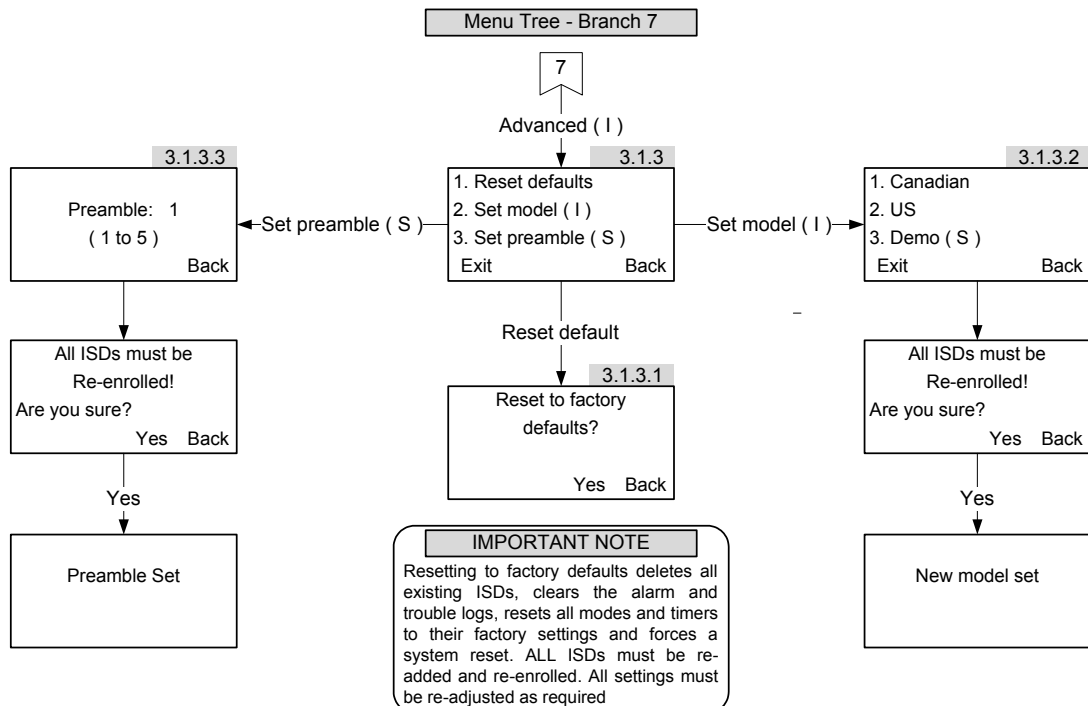 Menu Tree - Branch 7
7
Advanced ( I )
3.1.3.3
Preamble: 1
( 1 to 5 )
Back
Set preamble ( S )
3.1.3
1. Reset defaults
2. Set model ( I )
3. Set preamble ( S )
Exit Back
Set model ( I )
3.1.3.2
1. Canadian
2. US
3. Demo ( S )
Exit Back
All ISDs must be
Re-enrolled!
Are you sure?
Yes Back
Yes
Preamble Set
Reset default
3.1.3.1
Reset to factory
defaults?
Yes Back
IMPORTANT NOTE
Resetting to factory defaults deletes all
existing ISDs, clears the alarm and
trouble logs, resets all modes and timers
to their factory settings and forces a
system reset. ALL ISDs must be re-
added and re-enrolled. All settings must
be re-adjusted as required
All ISDs must be
Re-enrolled!
Are you sure?
Yes Back
Yes
New model set